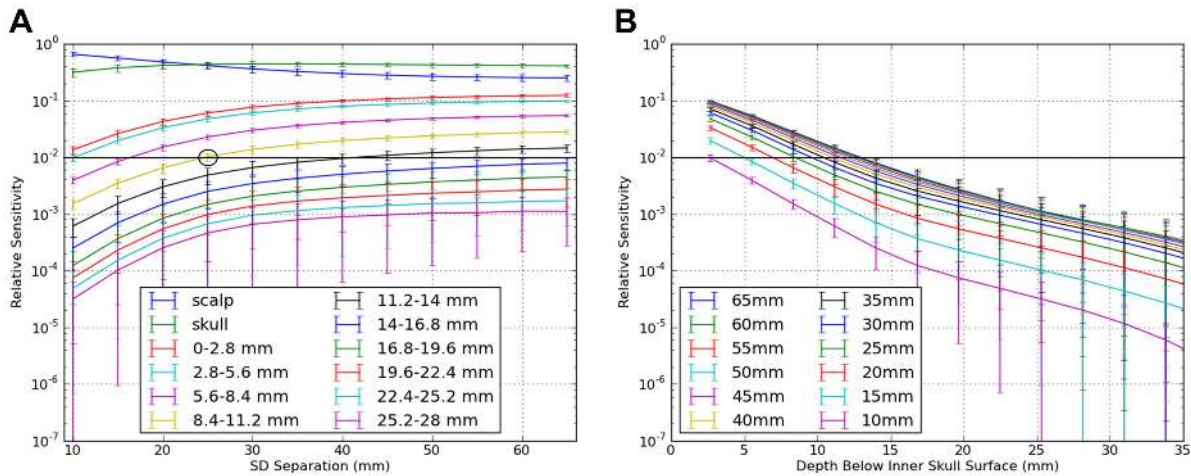 A
Relative Sensitivity
10^0
10^-1
10^-2
10^-3
10^-4
10^-5
10^-6
10^-7
10 20 30 40 50 60
SD Separation (mm)
scalp
skull
0-2.8 mm
2.8-5.6 mm
5.6-8.4 mm
8.4-11.2 mm
11.2-14 mm
14-16.8 mm
16.8-19.6 mm
19.6-22.4 mm
22.4-25.2 mm
25.2-28 mm
B
Relative Sensitivity
10^0
10^-1
10^-2
10^-3
10^-4
10^-5
10^-6
10^-7
0 5 10 15 20 25 30 35
Depth Below Inner Skull Surface (mm)
65mm
60mm
55mm
50mm
45mm
40mm
35mm
30mm
25mm
20mm
15mm
10mm